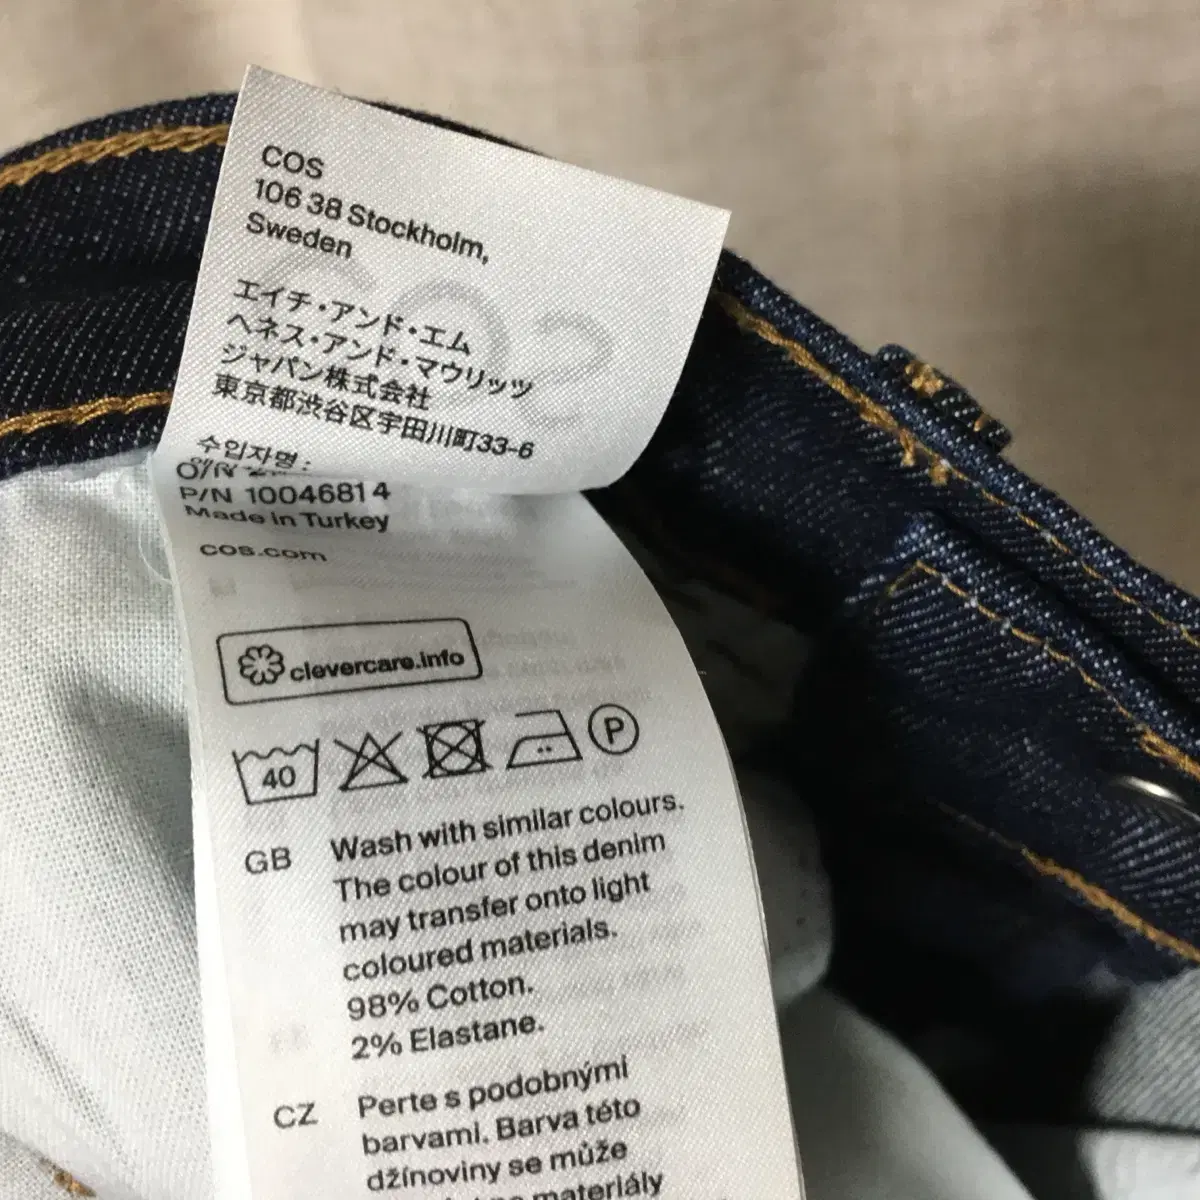 COS
106 38 Stockholm,
Sweden
エイチ・アンド・エム
ヘネス・アンド・マウリッツ
ジャパン株式会社
東京都渋谷区宇田川町33-6
수입자명 :
O/N
P/N 10046814
Made in Turkey
cos.com
clevercare.info
40
P
GB Wash with similar colours.
The colour of this denim
may transfer onto light
coloured materials.
98% Cotton.
2% Elastane.
CZ Perte s podobnými
barvami. Barva této
džínoviny se může
materiály